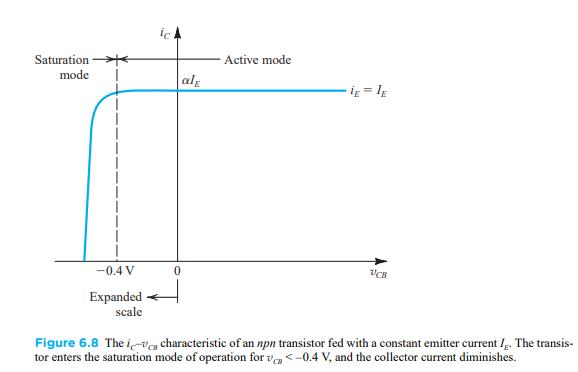 i_C
Saturation
mode
Active mode
αI_E
i_E = I_E
−0.4 V
0
v_CB
Expanded
scale
Figure 6.8 The i_C–v_CB characteristic of an npn transistor fed with a constant emitter current I_E. The transis-
tor enters the saturation mode of operation for v_CB < −0.4 V, and the collector current diminishes.